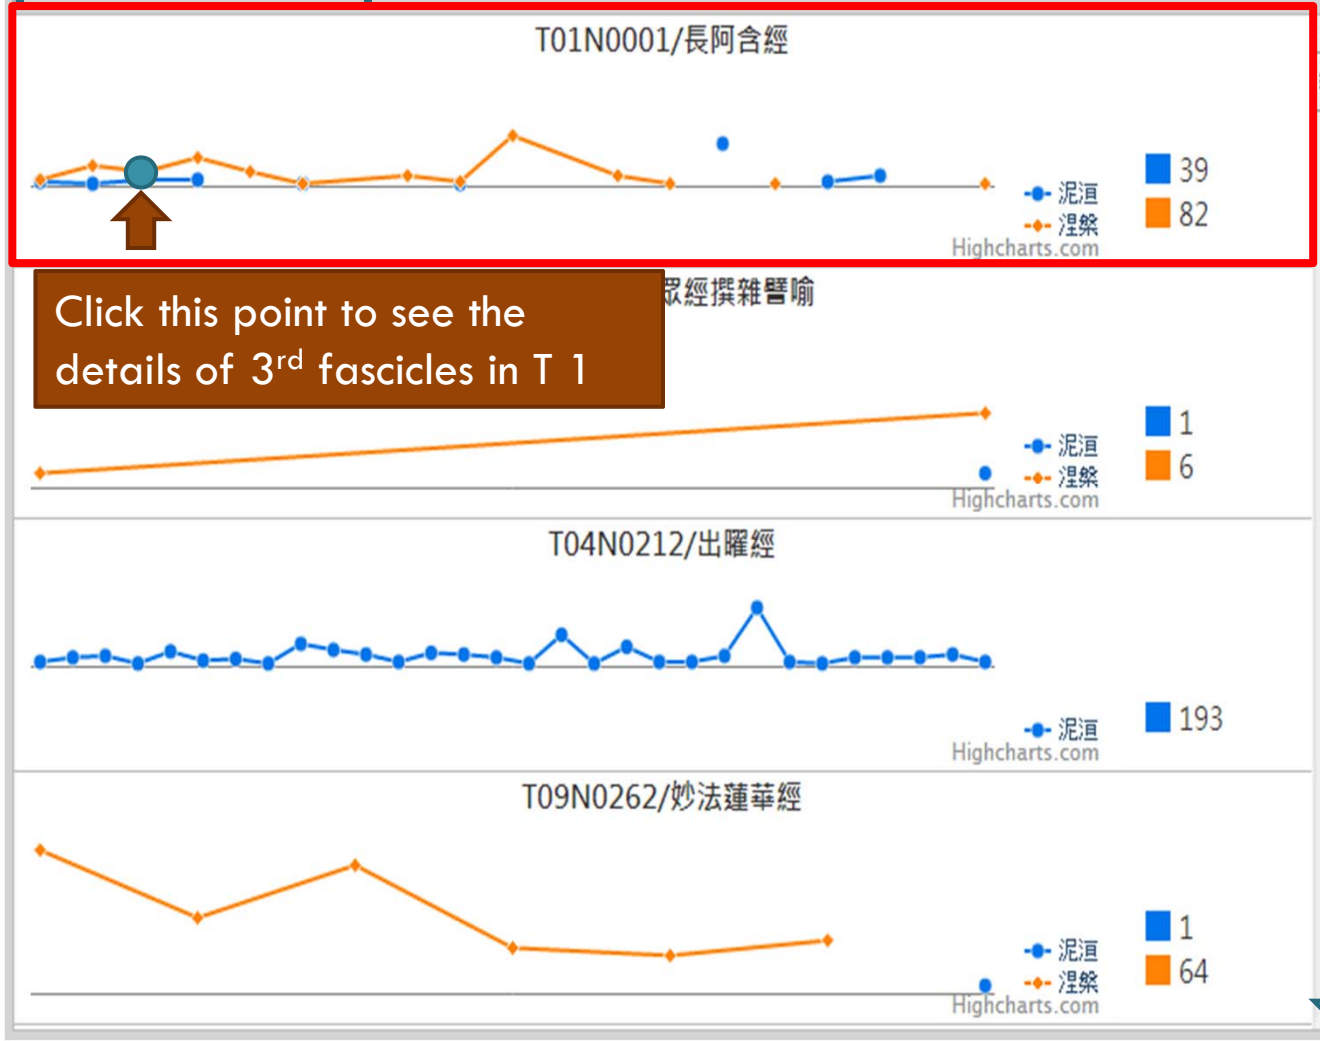 T01N0001/長阿含經
39
泥洹
涅槃
82
Highcharts.com
眾經撰雜譬喻
Click this point to see the
details of 3rd fascicles in T 1
1
泥洹
涅槃
6
Highcharts.com
T04N0212/出曜經
泥洹
193
Highcharts.com
T09N0262/妙法蓮華經
1
泥洹
涅槃
64
Highcharts.com